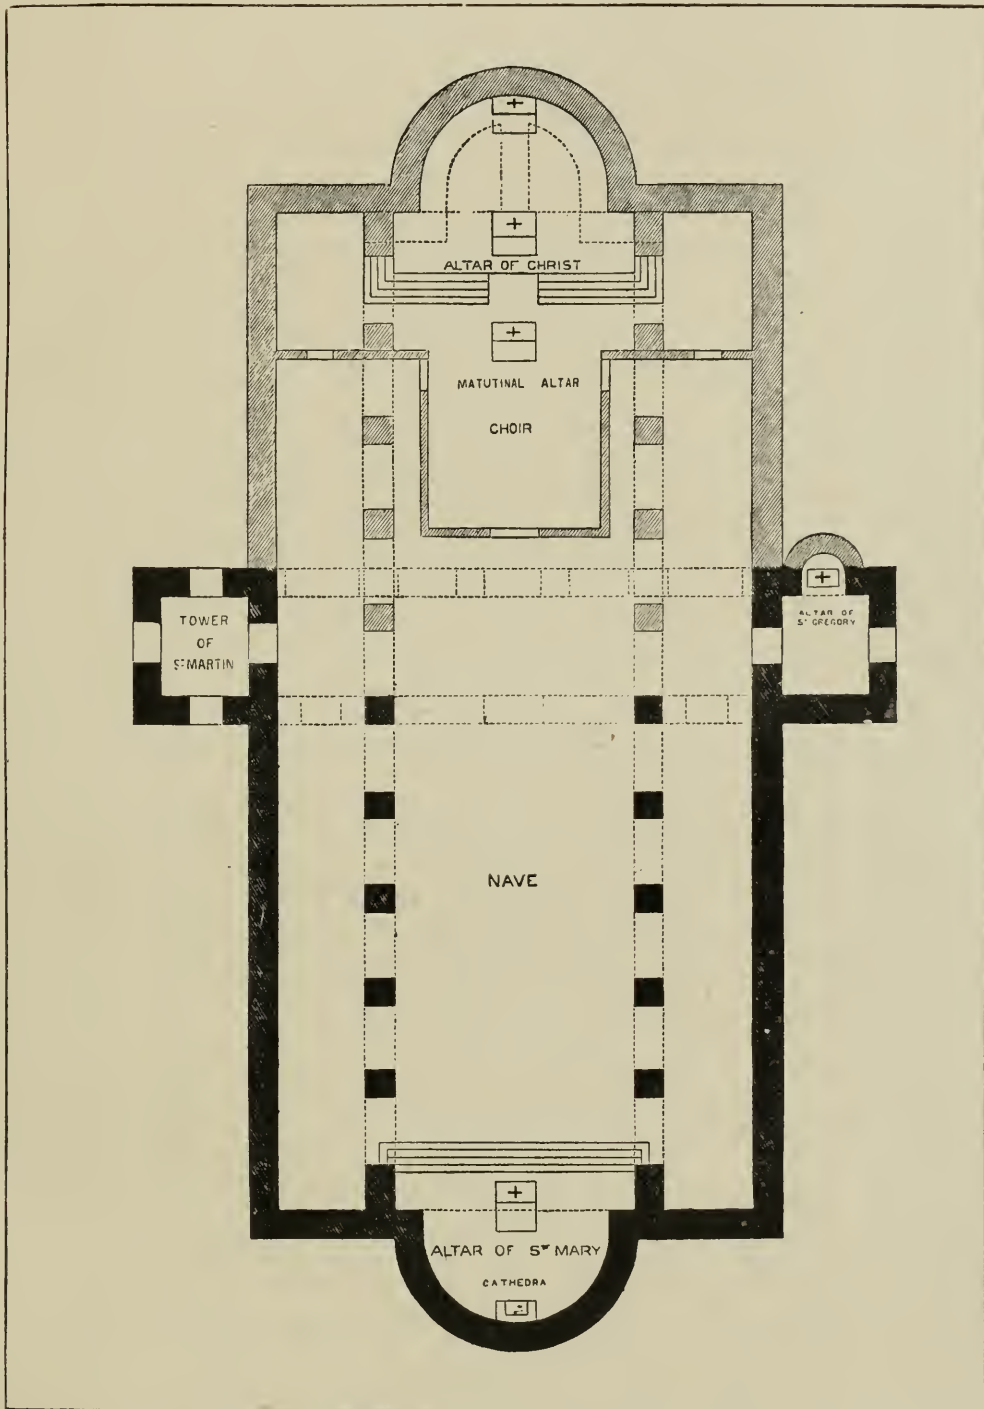 ALTAR OF CHRIST
MATUTINAL ALTAR
CHOIR
TOWER
OF
ST MARTIN
ALTAR OF
ST GREGORY
NAVE
ALTAR OF ST MARY
CATHEDRA